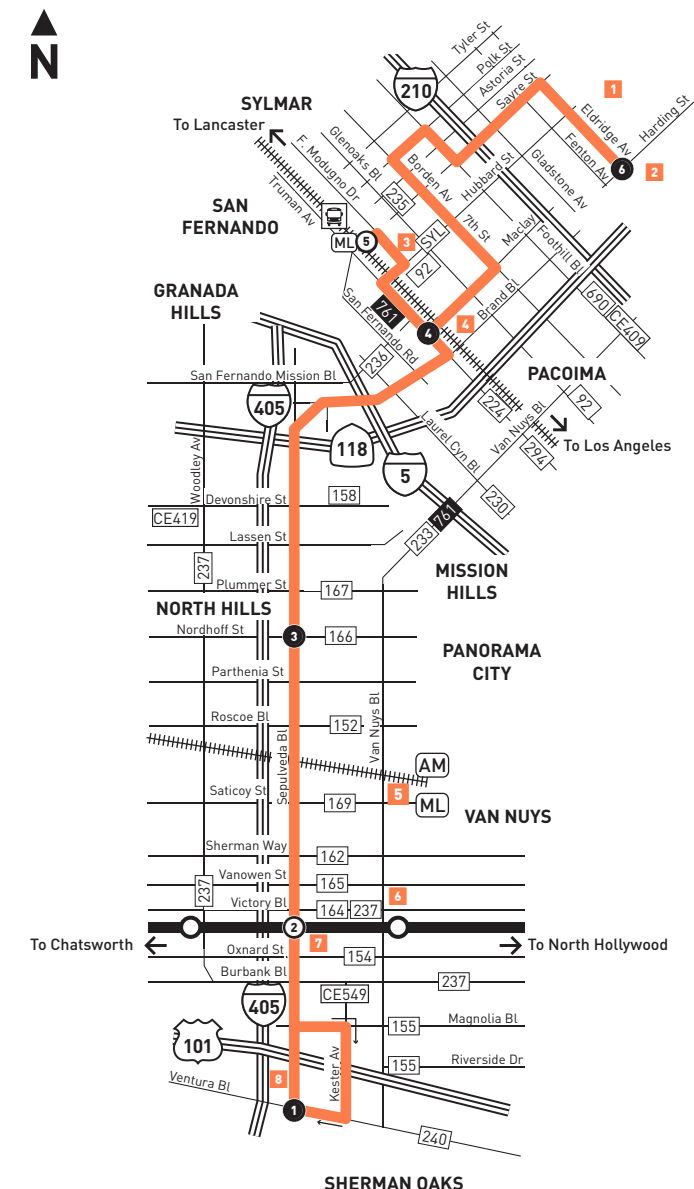 N
Tyler St
Polk St
Astoria St
Sayre St
210
1
Eldridge Av
Harding St
SYLMAR
To Lancaster
Glenoaks Bl
F. Modugno Dr
Truman Av
Borden Av
Hubbard St
Gladstone Av
Fenton Av
6
2
235
SAN
FERNANDO
ML
5
3
SYL
92
7th St
Maclay
Foothill Bl
GRANADA
HILLS
761
San Fernando Rd
4
4
Brand Bl
690
CE409
236
San Fernando Mission Bl
PACOIMA
405
224
92
Van Nuys Bl
To Los Angeles
294
Laurel Cyn Bl
118
5
Woodley Av
Devonshire St
158
230
CE419
761
233
Lassen St
237
Plummer St
167
MISSION
HILLS
NORTH HILLS
Nordhoff St
3
166
PANORAMA
CITY
Parthenia St
Roscoe Bl
152
Sepulveda Bl
Van Nuys Bl
AM
Saticoy St
169
5
ML
VAN NUYS
Sherman Way
162
Vanowen St
165
237
Victory Bl
164
237
6
2
7
To Chatsworth
To North Hollywood
Oxnard St
154
Burbank Bl
237
405
CE549
155
Magnolia Bl
101
Kester Av
155
Riverside Dr
Ventura Bl
8
1
240
SHERMAN OAKS